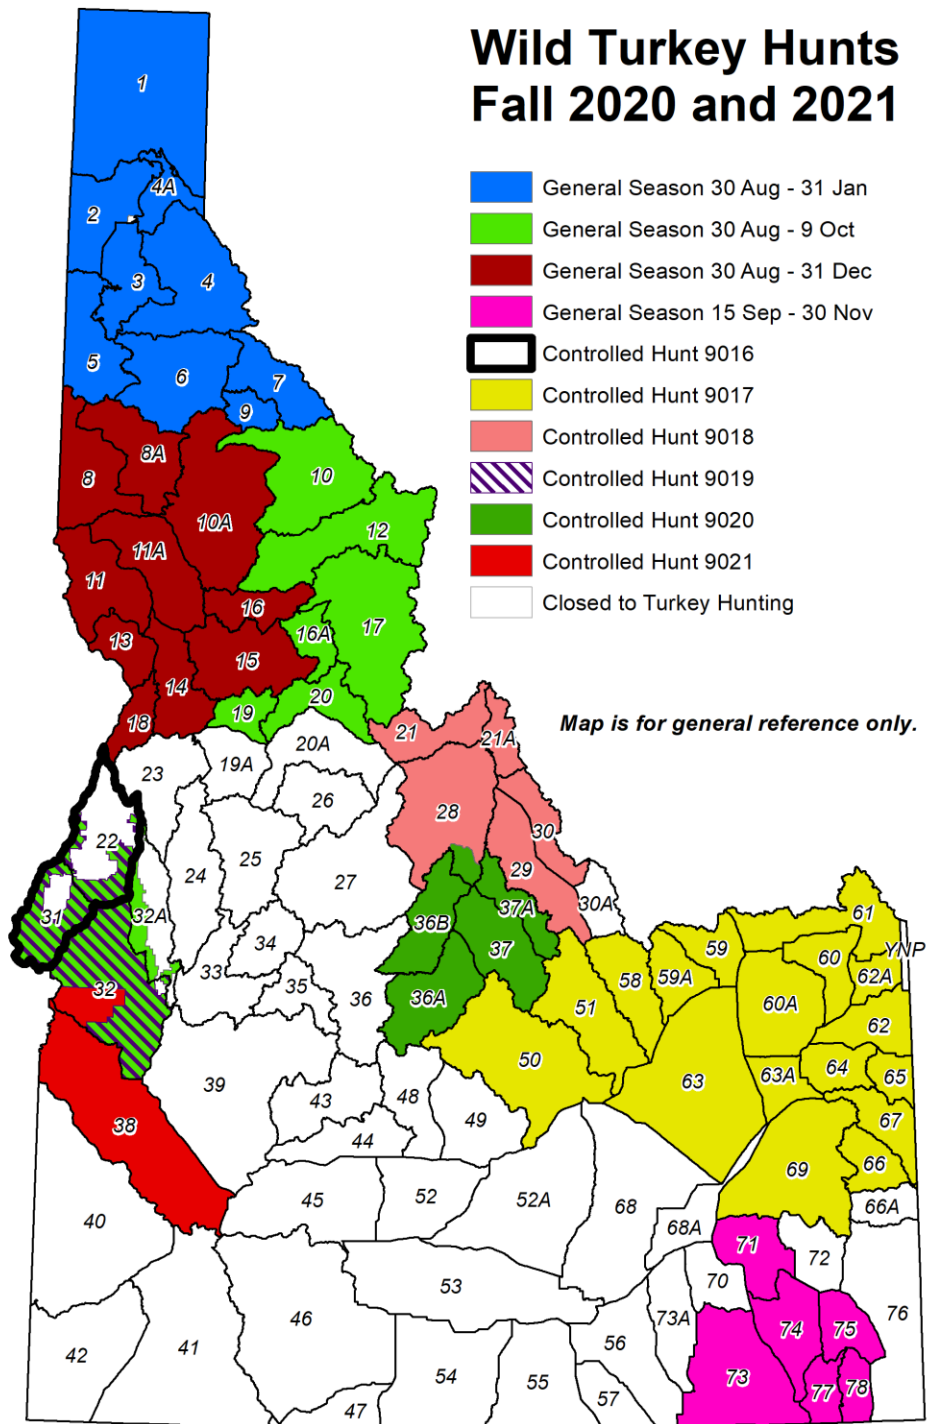 Wild Turkey Hunts
Fall 2020 and 2021
General Season 30 Aug - 31 Jan
General Season 30 Aug - 9 Oct
General Season 30 Aug - 31 Dec
General Season 15 Sep - 30 Nov
Controlled Hunt 9016
Controlled Hunt 9017
Controlled Hunt 9018
Controlled Hunt 9019
Controlled Hunt 9020
Controlled Hunt 9021
Closed to Turkey Hunting
Map is for general reference only.
1
4A
2
3
4
5
6
7
9
8A
8
10
10A
12
11A
11
16
13
16A
17
15
14
20
19
18
21
21A
20A
23
19A
26
28
22
30
25
24
27
29
31
32A
30A
37A
36B
61
34
37
59
YNP
60
33
35
36
58
59A
62A
32
36A
51
60A
62
50
39
63
63A
64
65
43
48
49
67
38
44
66
69
45
52
52A
68
66A
40
68A
71
72
70
53
46
73A
74
75
76
42
41
56
54
55
73
77
78
57
47